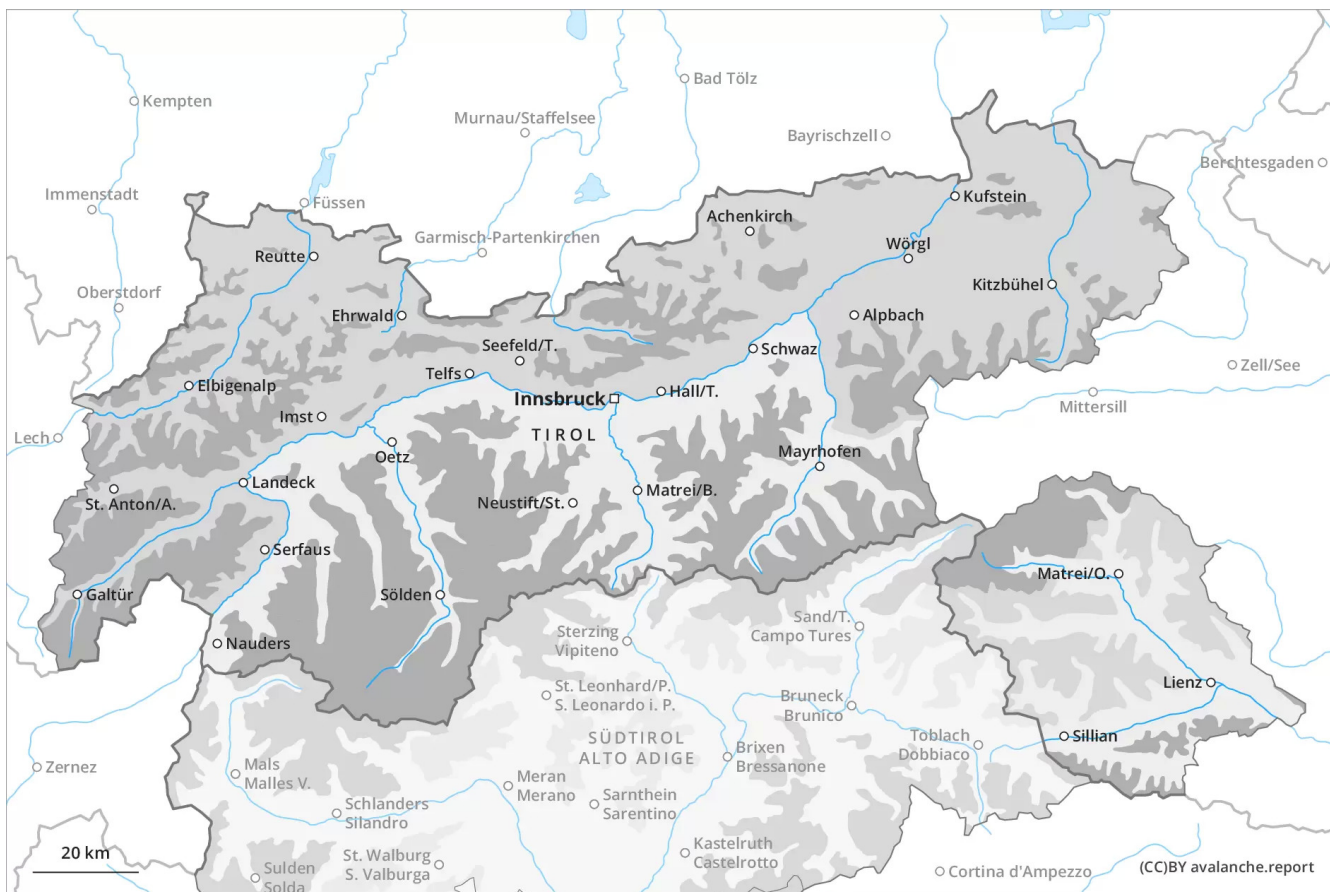 Bad Tölz
Kempten
Murnau/Staffelsee
Bayrischzell
Berchtesgaden
Immenstadt
Füssen
Kufstein
Achenkirch
Garmisch-Partenkirchen
Wörgl
Reutte
Kitzbühel
Oberstdorf
Ehrwald
Alpbach
Seefeld/T.
Schwaz
Zell/See
Telfs
Elbigenalp
Hall/T.
Mittersill
Innsbruck
Imst
TIROL
Lech
Oetz
Mayrhofen
Landeck
Matrei/B.
St. Anton/A.
Neustift/St.
Serfaus
Matrei/O.
Galtür
Sölden
Sand/T.
Campo Tures
Sterzing
Vipiteno
Nauders
Lienz
St. Leonhard/P.
S. Leonardo i. P.
Bruneck
Brunico
Sillian
SÜDTIROL
ALTO ADIGE
Toblach
Dobbiaco
Brixen
Bressanone
Zernez
Mals
Malles V.
Meran
Merano
Sarnthein
Sarentino
Schlanders
Silandro
Kastelruth
Castelrotto
20 km
St. Walburg
S. Valburga
Sulden
Solda
Cortina d'Ampezzo
(CC)BY avalanche.report